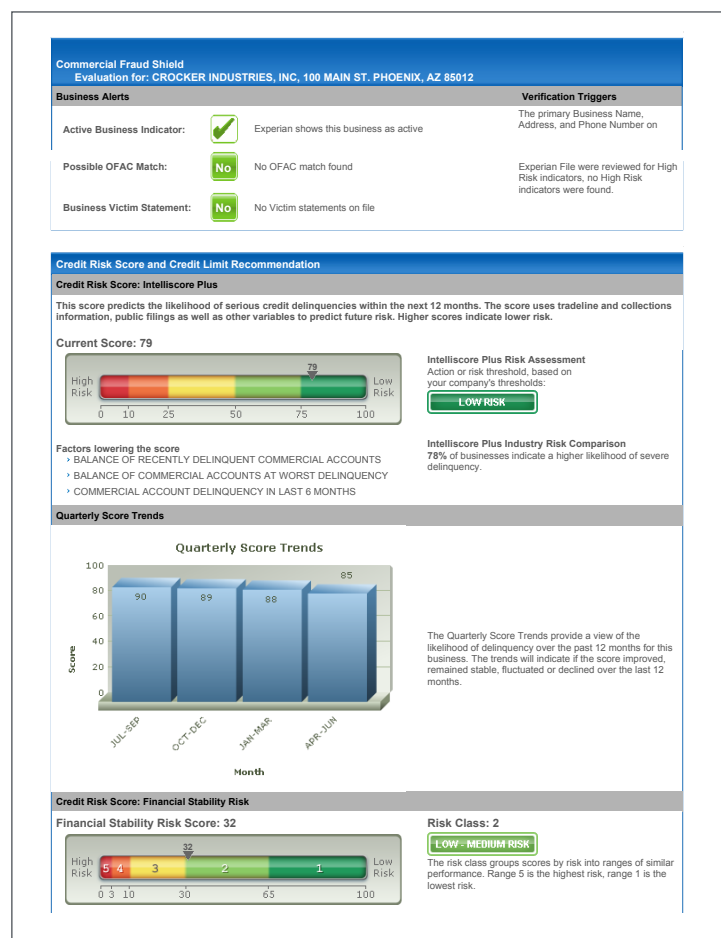 Commercial Fraud Shield
Evaluation for: CROCKER INDUSTRIES, INC, 100 MAIN ST. PHOENIX, AZ 85012
Business Alerts
Verification Triggers
Active Business Indicator:
Experian shows this business as active
The primary Business Name,
Address, and Phone Number on
Possible OFAC Match:
No
No OFAC match found
Experian File were reviewed for High
Risk indicators, no High Risk
indicators were found.
Business Victim Statement:
No
No Victim statements on file
Credit Risk Score and Credit Limit Recommendation
Credit Risk Score: Intelliscore Plus
This score predicts the likelihood of serious credit delinquencies within the next 12 months. The score uses tradeline and collections
information, public filings as well as other variables to predict future risk. Higher scores indicate lower risk.
Current Score: 79
79
High
Risk
Low
Risk
0 10 25 50 75 100
Intelliscore Plus Risk Assessment
Action or risk threshold, based on
your company's thresholds:
LOW RISK
Factors lowering the score
› BALANCE OF RECENTLY DELINQUENT COMMERCIAL ACCOUNTS
› BALANCE OF COMMERCIAL ACCOUNTS AT WORST DELINQUENCY
› COMMERCIAL ACCOUNT DELINQUENCY IN LAST 6 MONTHS
Intelliscore Plus Industry Risk Comparison
78% of businesses indicate a higher likelihood of severe
delinquency.
Quarterly Score Trends
Quarterly Score Trends
100
80
60
40
20
0
Score
90
89
88
85
JUL-SEP
OCT-DEC
JAN-MAR
APR-JUN
Month
The Quarterly Score Trends provide a view of the
likelihood of delinquency over the past 12 months for this
business. The trends will indicate if the score improved,
remained stable, fluctuated or declined over the last 12
months.
Credit Risk Score: Financial Stability Risk
Financial Stability Risk Score: 32
32
High
Risk
5 4 3 2 1
Low
Risk
0 3 10 30 65 100
Risk Class: 2
LOW - MEDIUM RISK
The risk class groups scores by risk into ranges of similar
performance. Range 5 is the highest risk, range 1 is the
lowest risk.